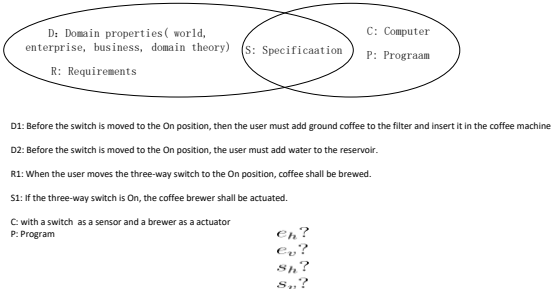 D: Domain properties( world,
enterprise, business, domain theory)
R: Requirements
S: Specificaation
C: Computer
P: Prograam
D1: Before the switch is moved to the On position, then the user must add ground coffee to the filter and insert it in the coffee machine
D2: Before the switch is moved to the On position, the user must add water to the reservoir.
R1: When the user moves the three-way switch to the On position, coffee shall be brewed.
S1: If the three-way switch is On, the coffee brewer shall be actuated.
C: with a switch as a sensor and a brewer as a actuator
P: Program
e_h?
e_v?
s_h?
s_v?